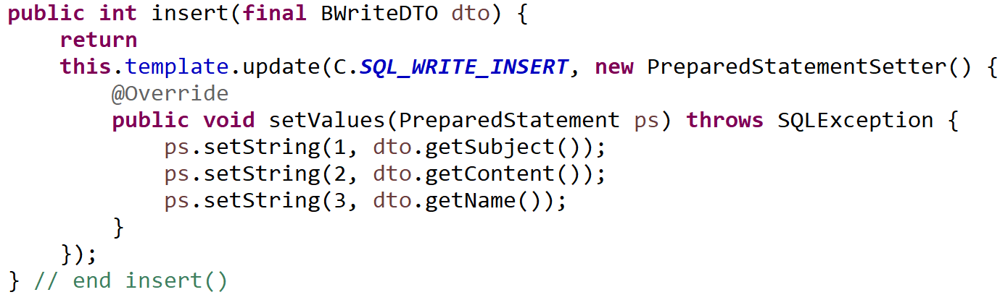 public int insert(final BWriteDTO dto) {
    return
    this.template.update(C.SQL_WRITE_INSERT, new PreparedStatementSetter() {
        @Override
        public void setValues(PreparedStatement ps) throws SQLException {
            ps.setString(1, dto.getSubject());
            ps.setString(2, dto.getContent());
            ps.setString(3, dto.getName());
        }
    });
} // end insert()